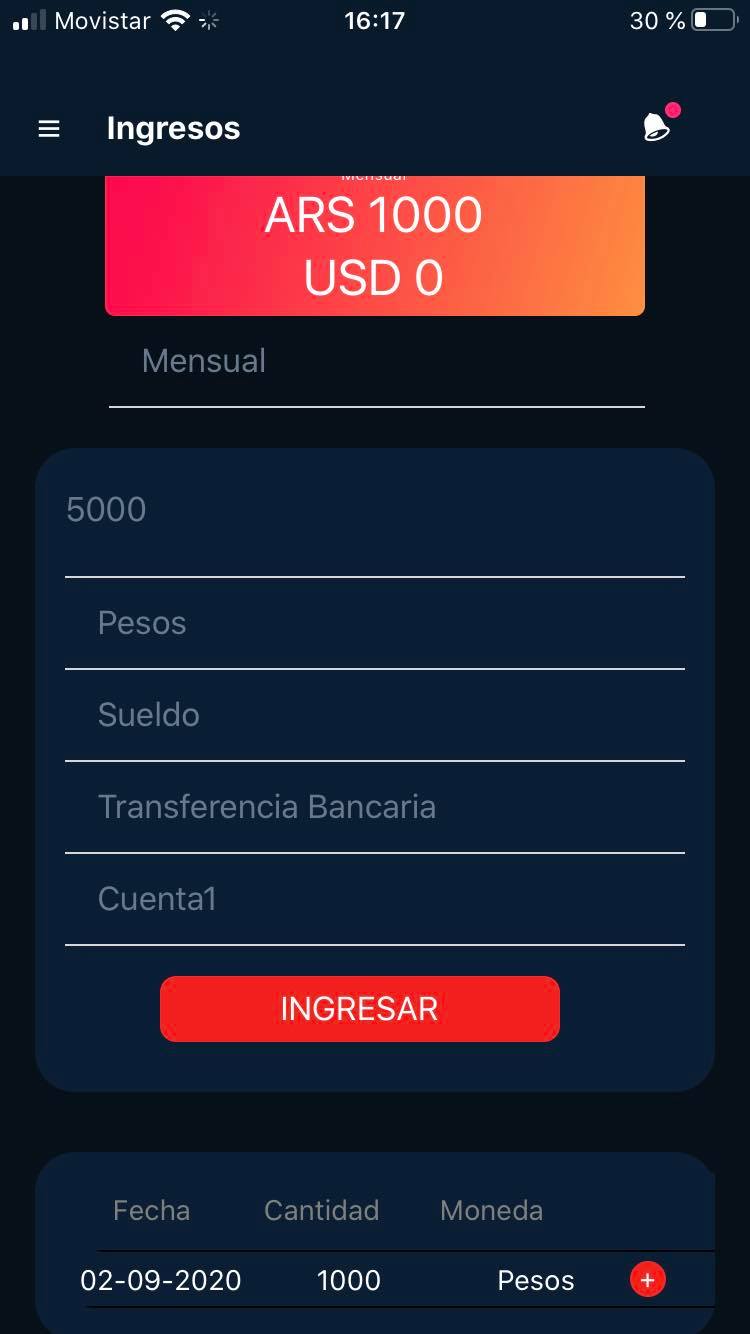 Movistar 16:17 30 %
Ingresos
Mensual
ARS 1000
USD 0
Mensual
5000
Pesos
Sueldo
Transferencia Bancaria
Cuenta1
INGRESAR
Fecha Cantidad Moneda
02-09-2020 1000 Pesos +